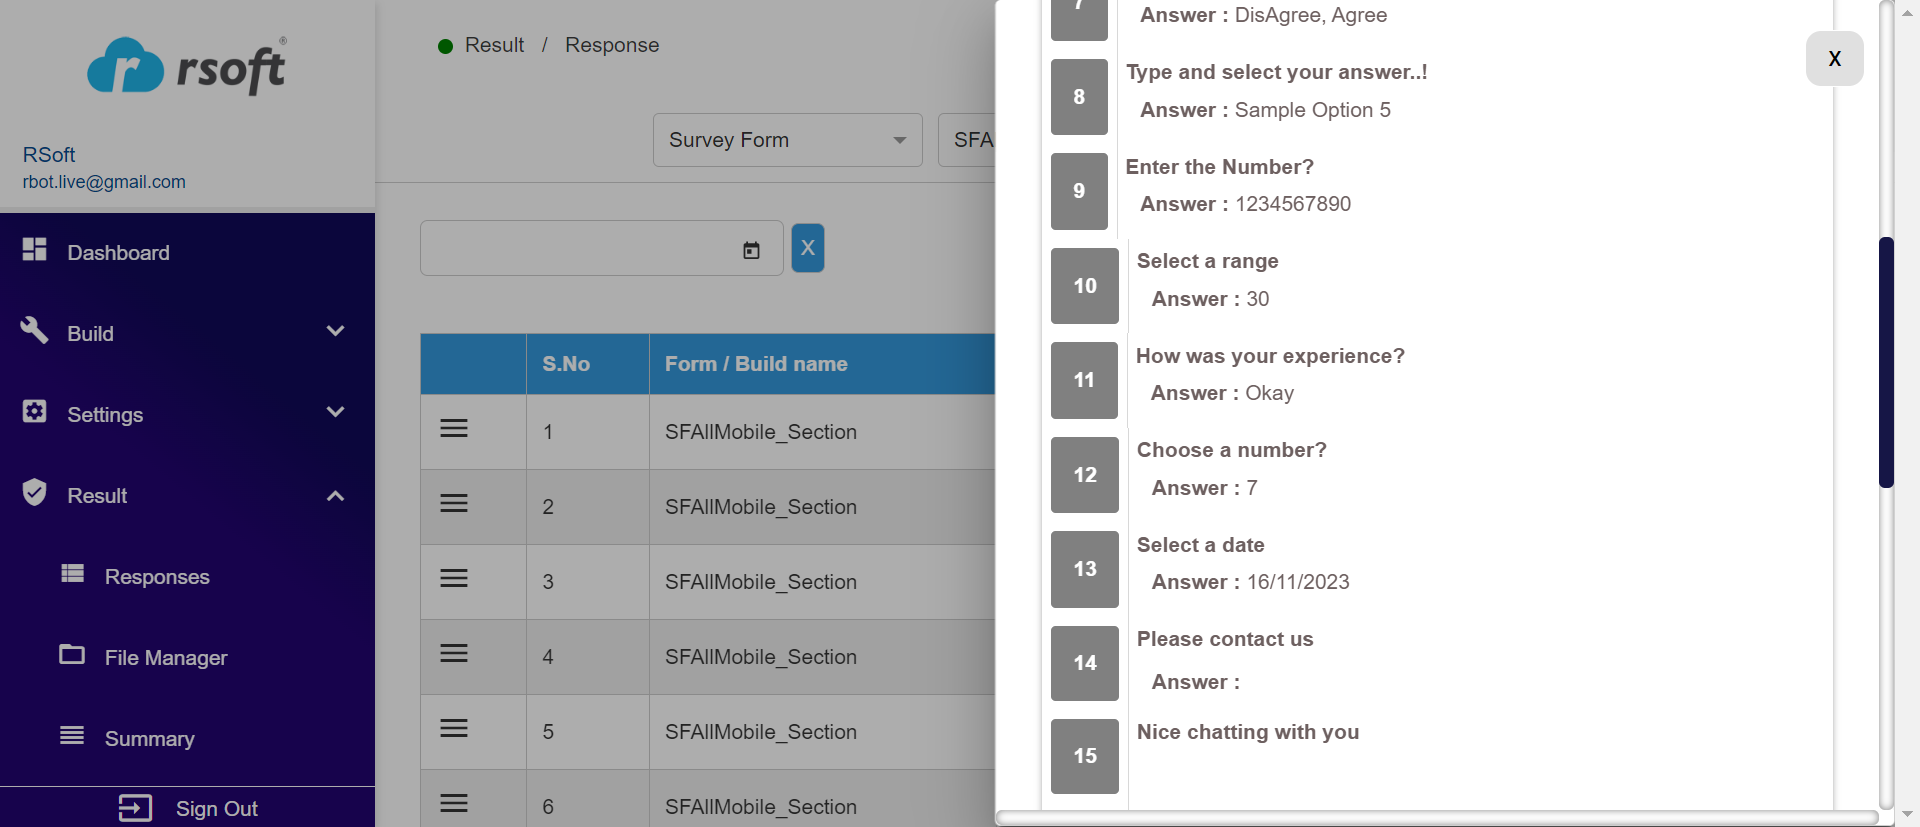 rsoft
®
RSoft
rbot.live@gmail.com
Dashboard
Build
Settings
Result
Responses
File Manager
Summary
Sign Out
Result / Response
Survey Form
SFA
X
S.No Form / Build name
1 SFAllMobile_Section
2 SFAllMobile_Section
3 SFAllMobile_Section
4 SFAllMobile_Section
5 SFAllMobile_Section
6 SFAllMobile_Section
X
7
Answer : DisAgree, Agree
8 Type and select your answer..!
Answer : Sample Option 5
9 Enter the Number?
Answer : 1234567890
10 Select a range
Answer : 30
11 How was your experience?
Answer : Okay
12 Choose a number?
Answer : 7
13 Select a date
Answer : 16/11/2023
14 Please contact us
Answer :
15 Nice chatting with you